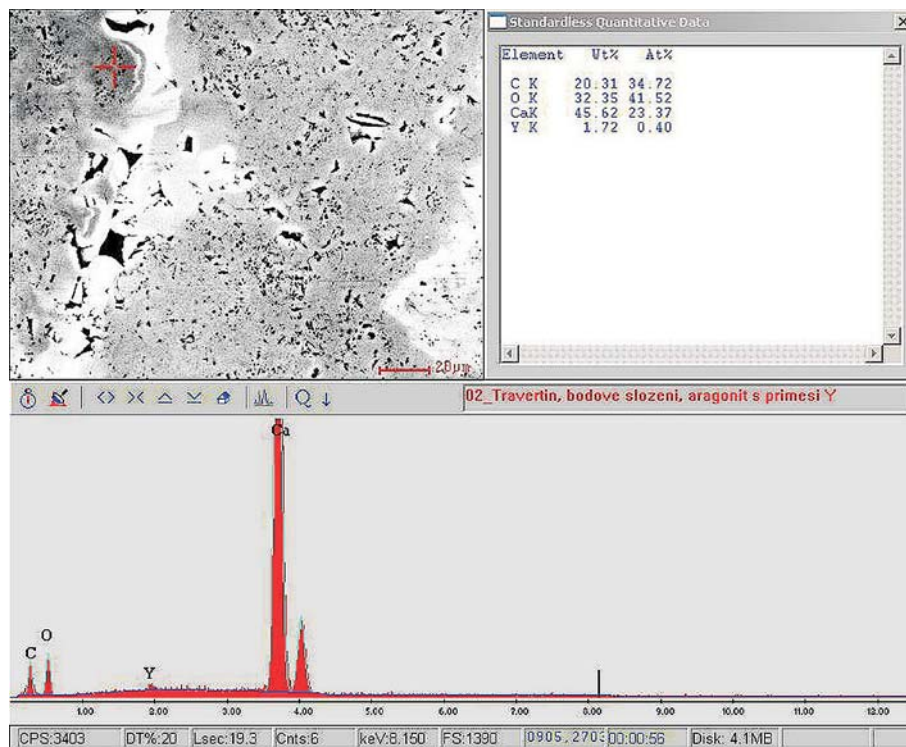 Standardless Quantitative Data
Element Wt% At%
C K 20.31 34.72
O K 32.35 41.52
CaK 45.62 23.37
Y K 1.72 0.40
20µm
Q
02_Travertin, bodove slozeni, aragonit s primesi Y
Ca
O
C
Y
1.00 2.00 3.00 4.00 5.00 6.00 7.00 8.00 9.00 10.00 11.00 12.00
CPS:3403 DT%:20 Lsec:19.3 Cnts:6 keV:8.150 FS:1390 00:00:56 Disk: 4.1MB